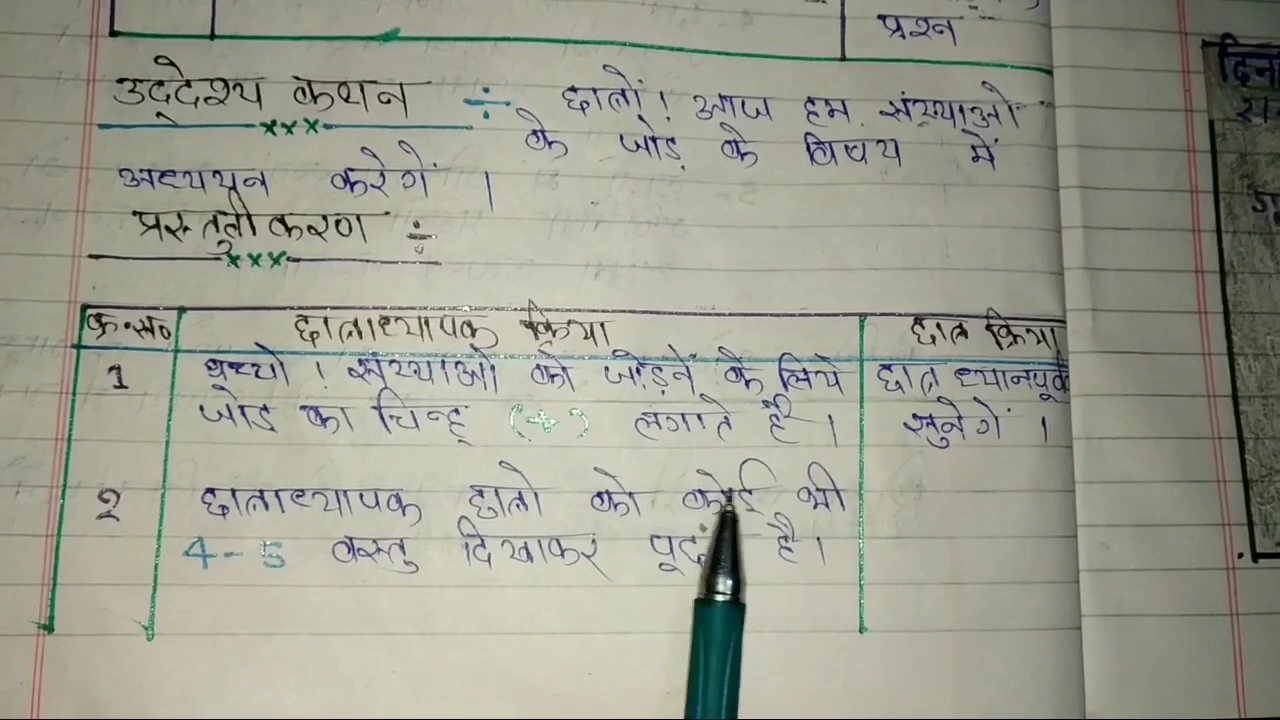 प्रश्न
उद्देश्य कथन ÷ छात्रों! आज हम संख्याओ
के जोड़ के विषय में
अध्ययन करेगें ।
प्रस्तुतीकरण ÷
क्र०स० छात्राध्यापक क्रिया छात्र क्रिया
1 बच्चो ! संख्याओ को जोड़ने के लिये छात्र ध्यानपूर्वक
जोड का चिन्ह् (+) लगाते है । सुनेगें ।
2 छात्राध्यापक छात्रो को कोई भी
4-5 वस्तु दिखाकर है।